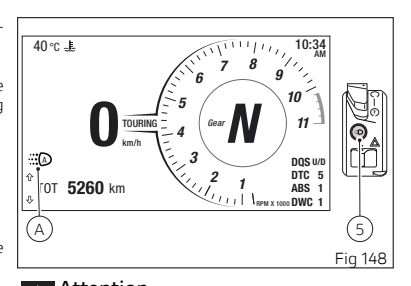 40 °C
10:34
AM
1
2
3
4
5
6
7
8
9
10
11
0
TOURING
km/h
Gear N
DQS U/D
DTC 5
ABS 1
RPM X 1000 DWC 1
A
TOT 5260 km
A
5
Fig 148
Attention